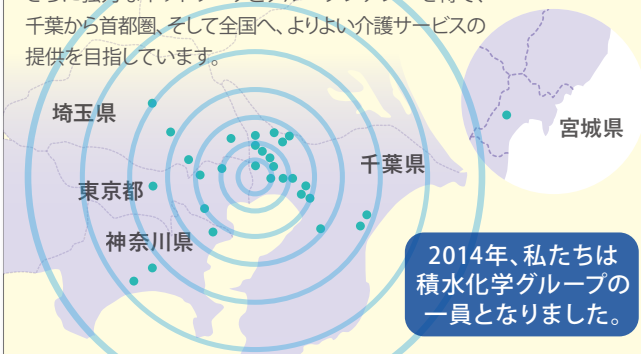 千葉から首都圏、そして全国へ、よりよい介護サービスの
提供を目指しています。
埼玉県
宮城県
千葉県
東京都
神奈川県
2014年、私たちは
積水化学グループの
一員となりました。